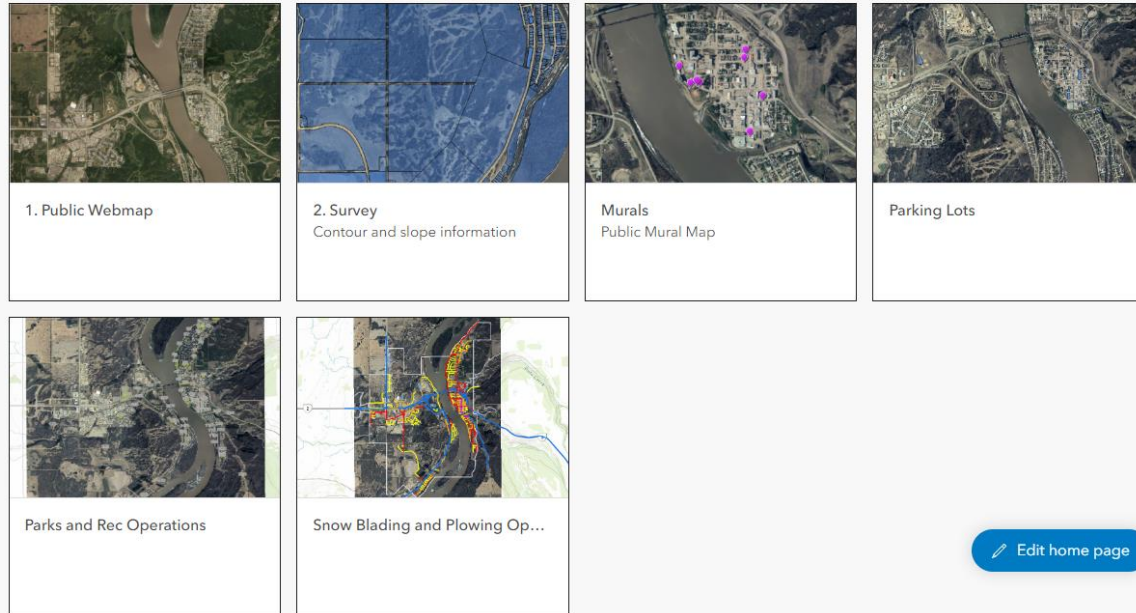 1. Public Webmap
2. Survey
Contour and slope information
Murals
Public Mural Map
Parking Lots
Parks and Rec Operations
Snow Blading and Plowing Op...
Edit home page